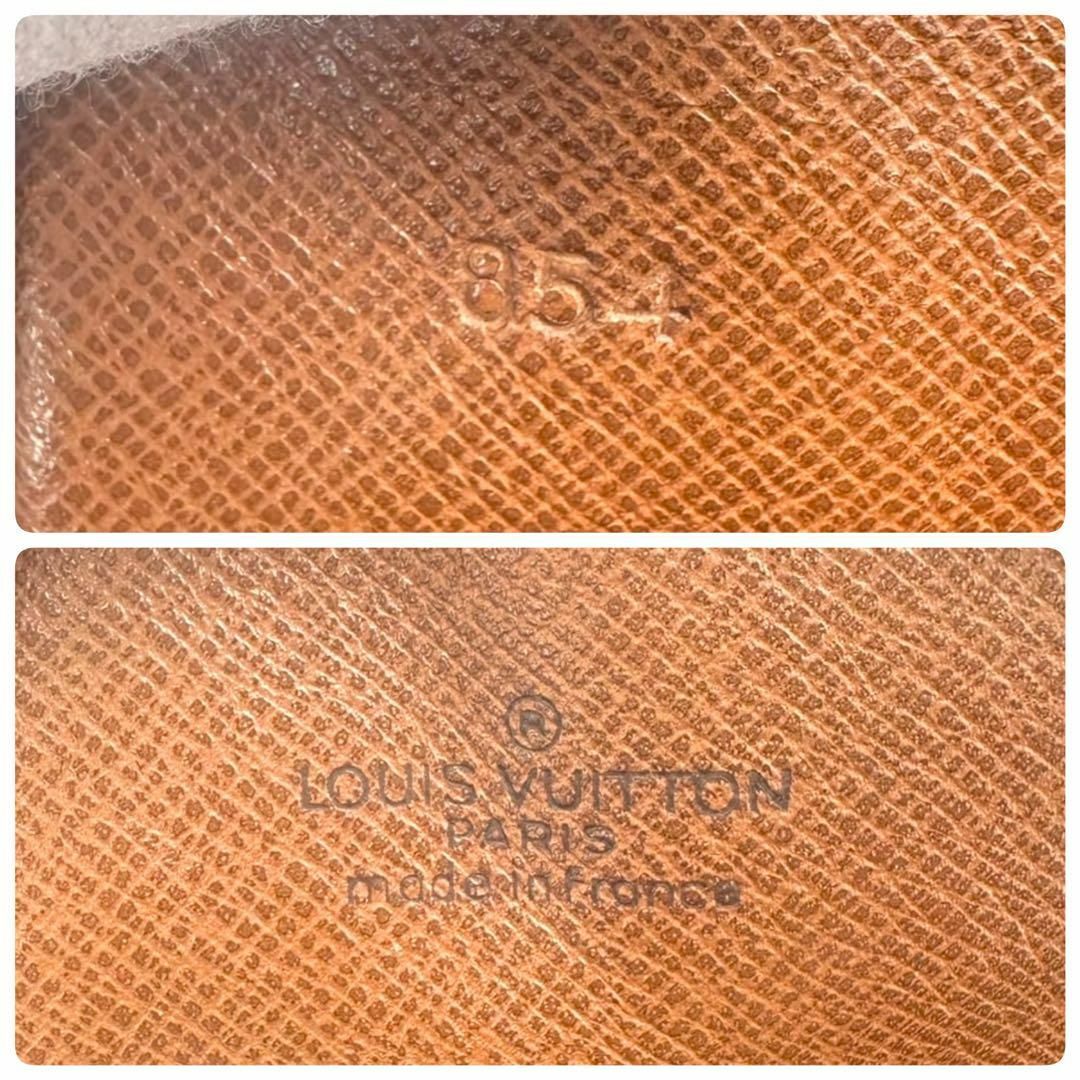 854
®
LOUIS VUITTON
PARIS
made in france